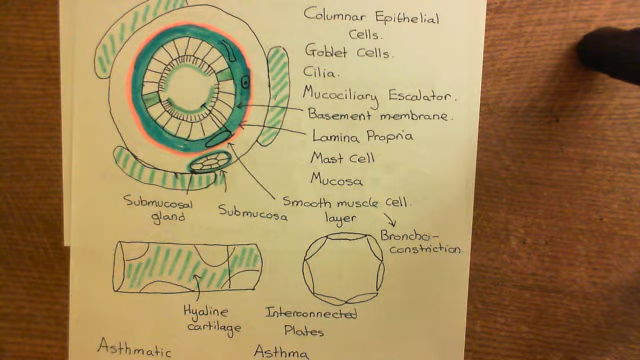 Columnar Epithelial
Cells.
Goblet Cells.
Cilia.
Mucociliary Escalator.
Basement membrane.
Lamina Propria
Mast Cell
Mucosa
Submucosal
gland
Submucosa
Smooth muscle cell
layer
Broncho-
constriction.
Hyaline
cartilage
Interconnected
Plates
Asthmatic
Asthma